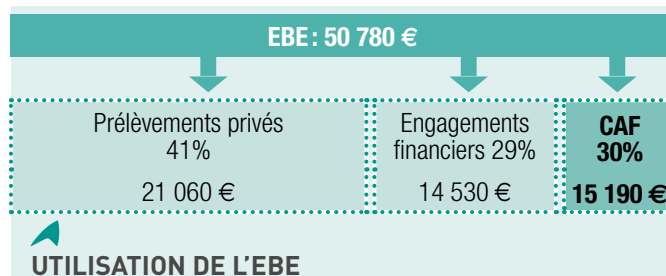 EBE : 50 780 €
Prélèvements privés
41%
21 060 €
Engagements
financiers 29%
14 530 €
CAF
30%
15 190 €
UTILISATION DE L’EBE